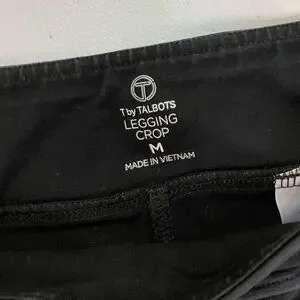 T
T by TALBOTS
LEGGING
CROP
M
MADE IN VIETNAM